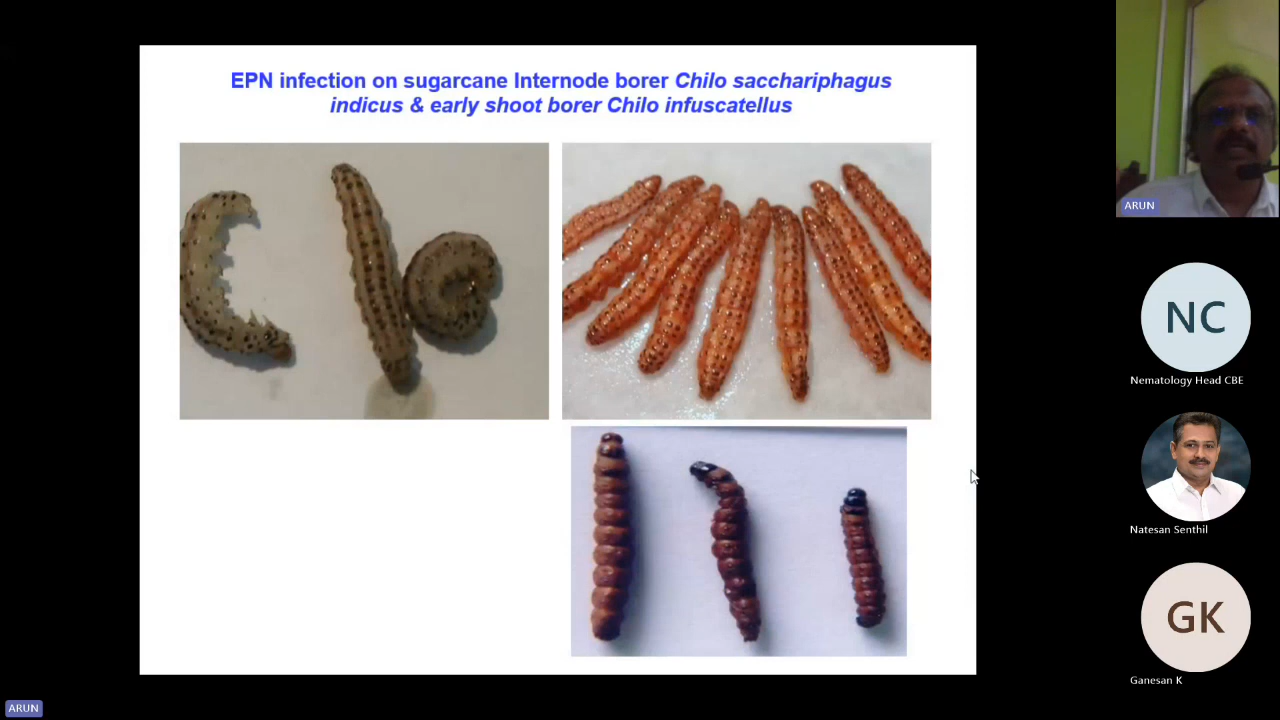 EPN infection on sugarcane Internode borer Chilo sacchariphagus
indicus & early shoot borer Chilo infuscatellus
ARUN
NC
Nematology Head CBE
Natesan Senthil
GK
Ganesan K
ARUN